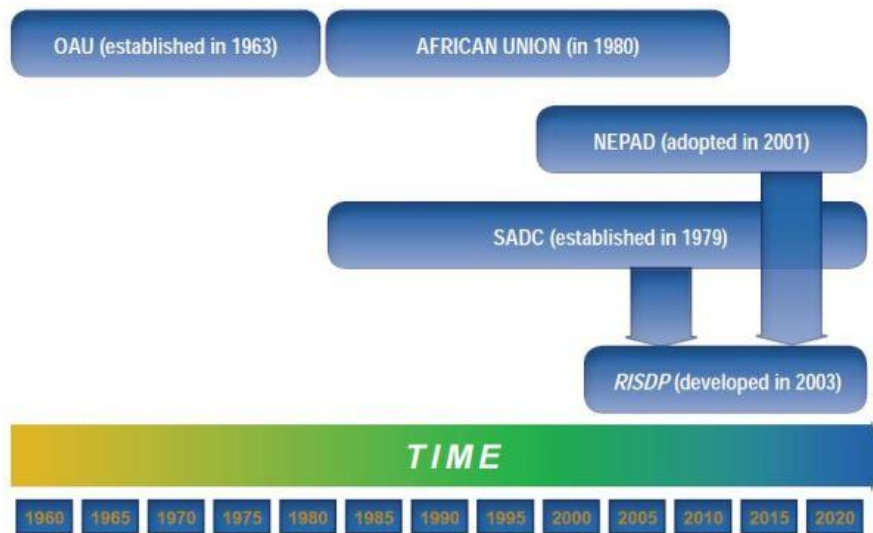 OAU (established in 1963)
AFRICAN UNION (in 1980)
NEPAD (adopted in 2001)
SADC (established in 1979)
RISDP (developed in 2003)
TIME
1960 1965 1970 1975 1980 1985 1990 1995 2000 2005 2010 2015 2020